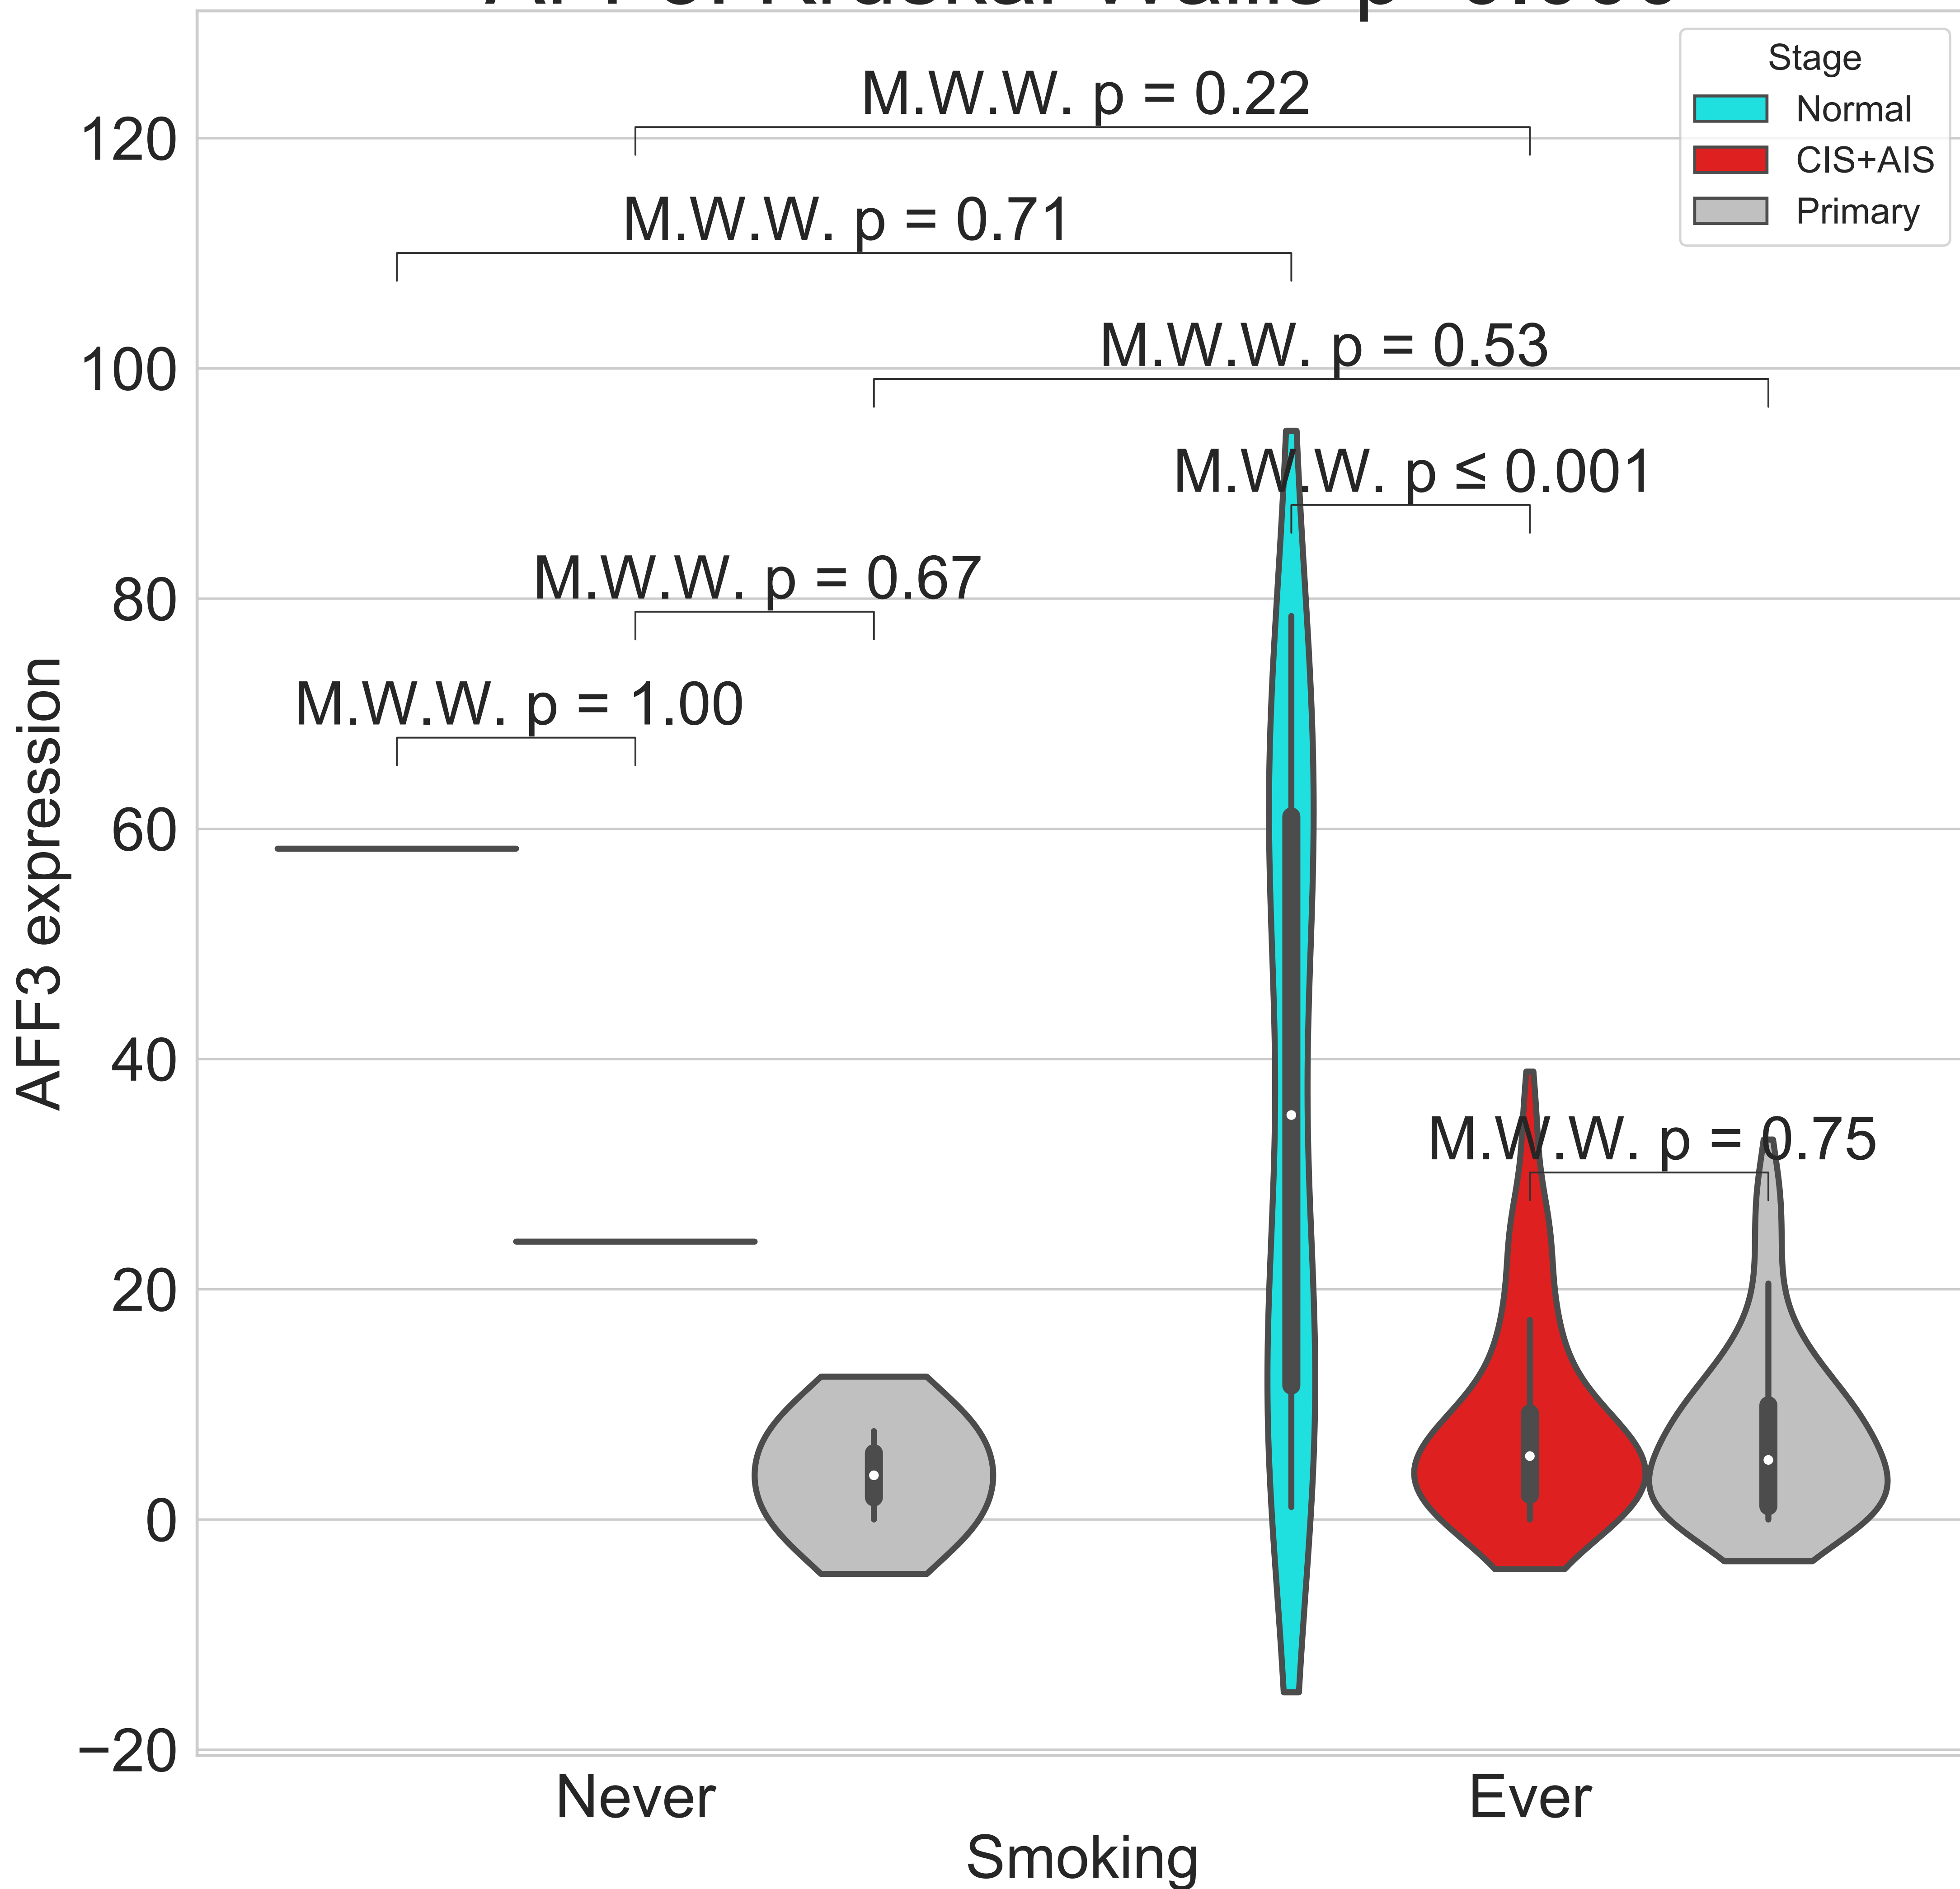 Stage
Normal
CIS+AIS
Primary
M.W.W. p = 0.22
M.W.W. p = 0.71
M.W.W. p = 0.53
M.W.W. p ≤ 0.001
M.W.W. p = 0.67
M.W.W. p = 1.00
M.W.W. p = 0.75
120
100
80
60
40
20
0
−20
AFF3 expression
Never
Ever
Smoking